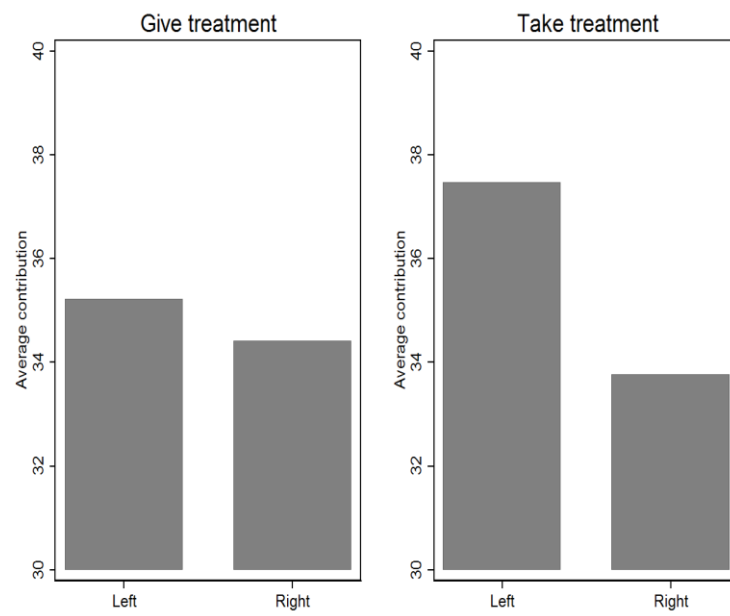 Give treatment
Average contribution
40
38
36
34
32
30
Left Right
Take treatment
Average contribution
40
38
36
34
32
30
Left Right